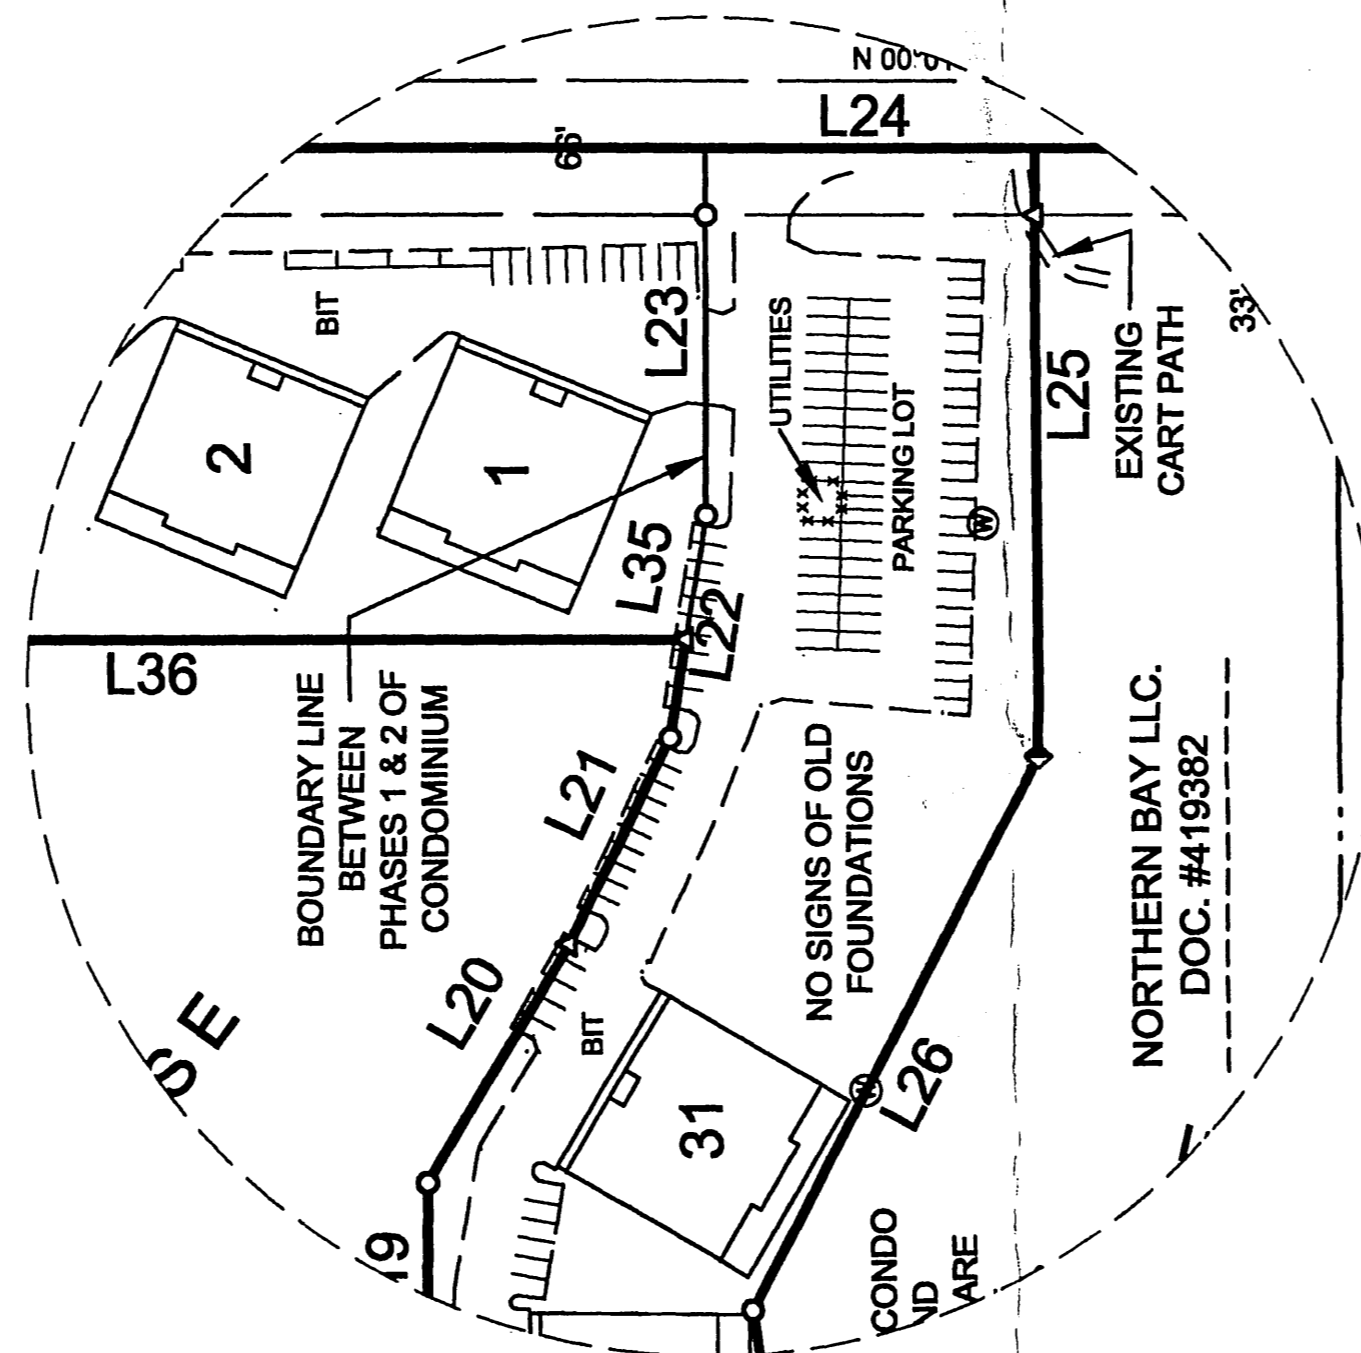 L24
66'
BIT
L23
UTILITIES
PARKING LOT
L25
EXISTING
CART PATH
33'
2
1
L35
L22
L36
BOUNDARY LINE
BETWEEN
PHASES 1 & 2 OF
CONDOMINIUM
L21
L20
S E
BIT
NO SIGNS OF OLD
FOUNDATIONS
W
NORTHERN BAY LLC.
DOC. #419382
31
W
L26
19
CONDO
ND
ARE